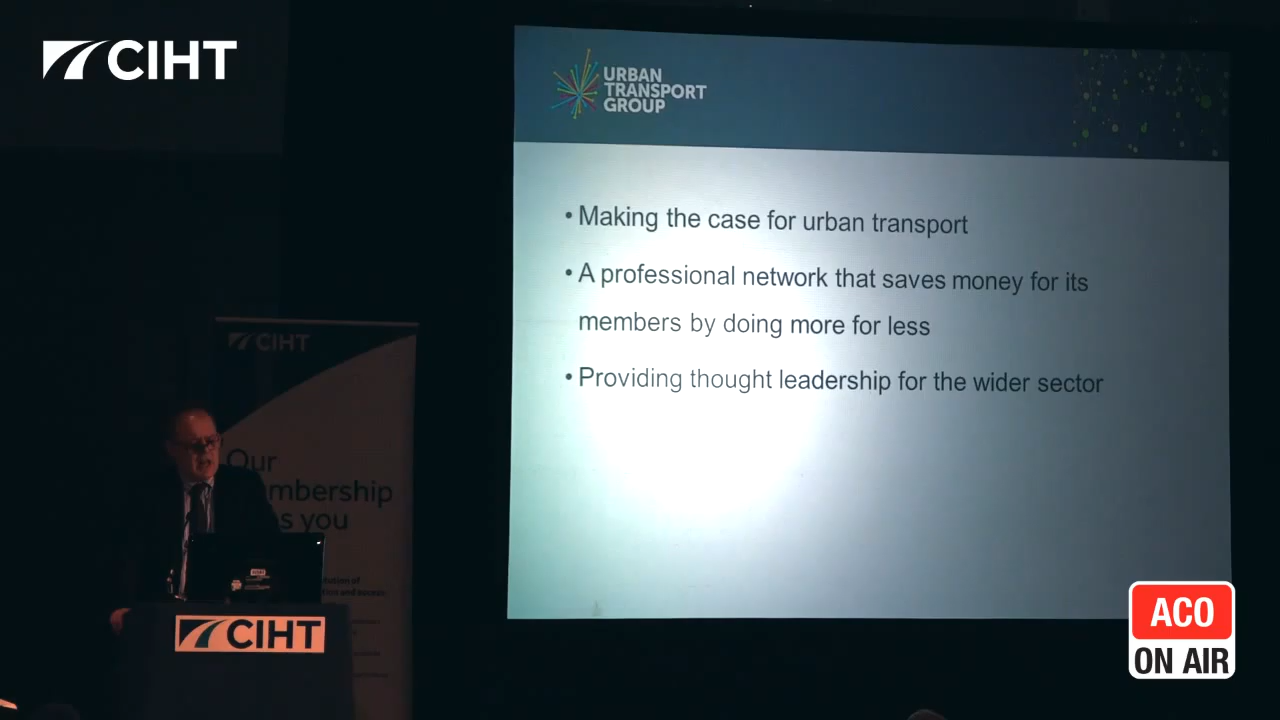 CIHT
URBAN
TRANSPORT
GROUP
• Making the case for urban transport
• A professional network that saves money for its
members by doing more for less
• Providing thought leadership for the wider sector
CIHT
Our
mbership
s you
CIHT
ACO
ON AIR